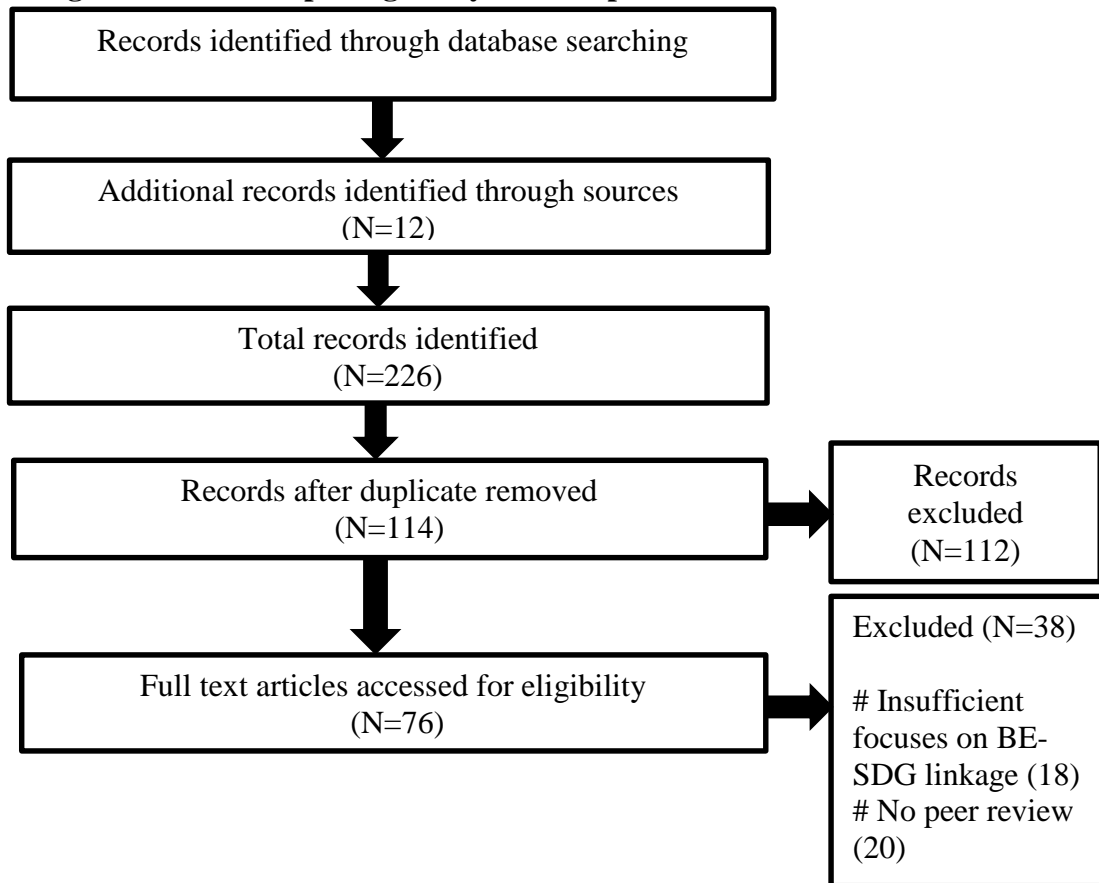 Records identified through database searching
Additional records identified through sources
(N=12)
Total records identified
(N=226)
Records after duplicate removed
(N=114)
Records
excluded
(N=112)
Full text articles accessed for eligibility
(N=76)
Excluded (N=38)
# Insufficient
focuses on BE-
SDG linkage (18)
# No peer review
(20)